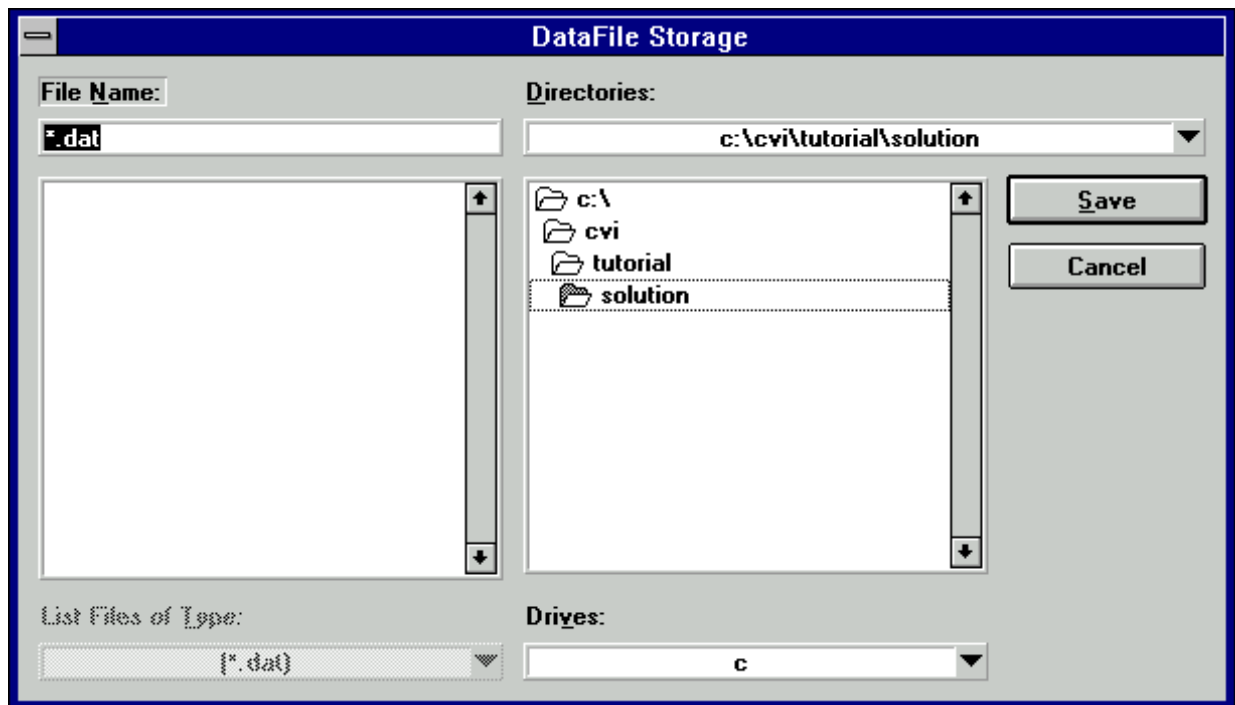 DataFile Storage
File Name:
*.dat
Directories:
c:\cvi\tutorial\solution
c:\
cvi
tutorial
solution
Save
Cancel
List Files of Type:
(*.dat)
Drives:
c